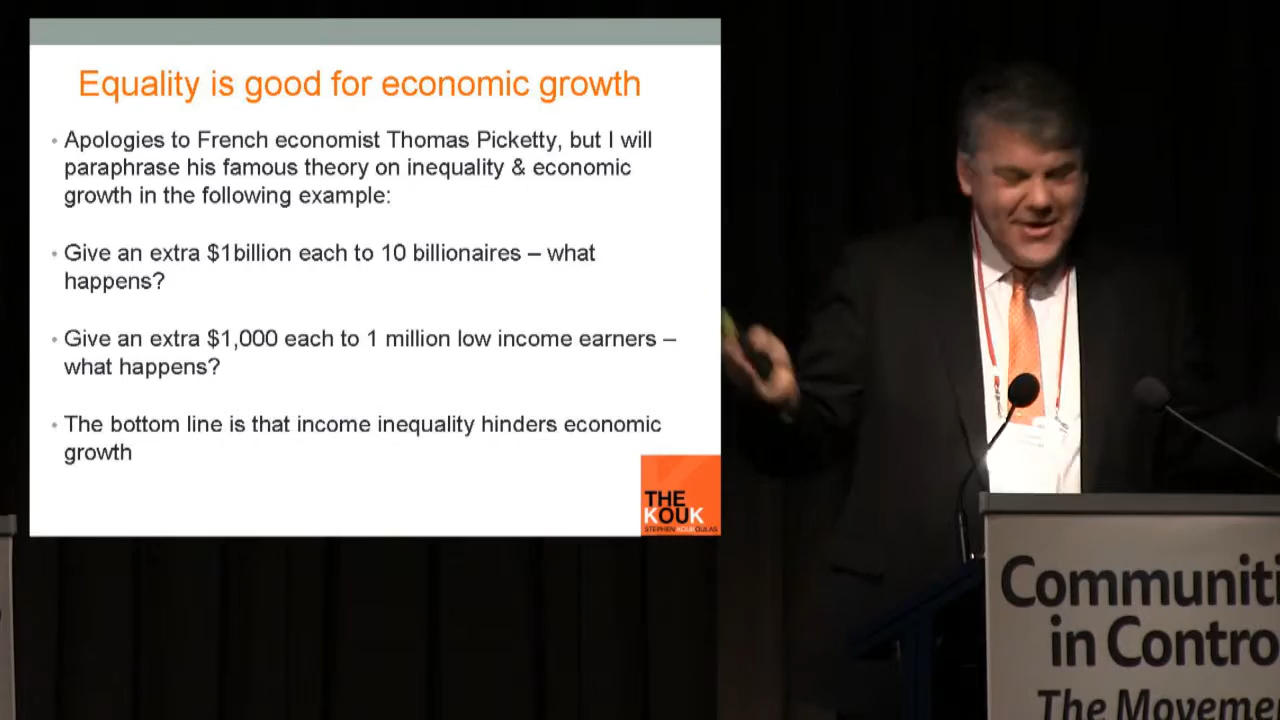 Equality is good for economic growth
• Apologies to French economist Thomas Picketty, but I will
paraphrase his famous theory on inequality & economic
growth in the following example:
• Give an extra $1billion each to 10 billionaires – what
happens?
• Give an extra $1,000 each to 1 million low income earners –
what happens?
• The bottom line is that income inequality hinders economic
growth
THE
KOUK
STEPHEN KOUKOULAS
Communiti
in Contro
The Moveme